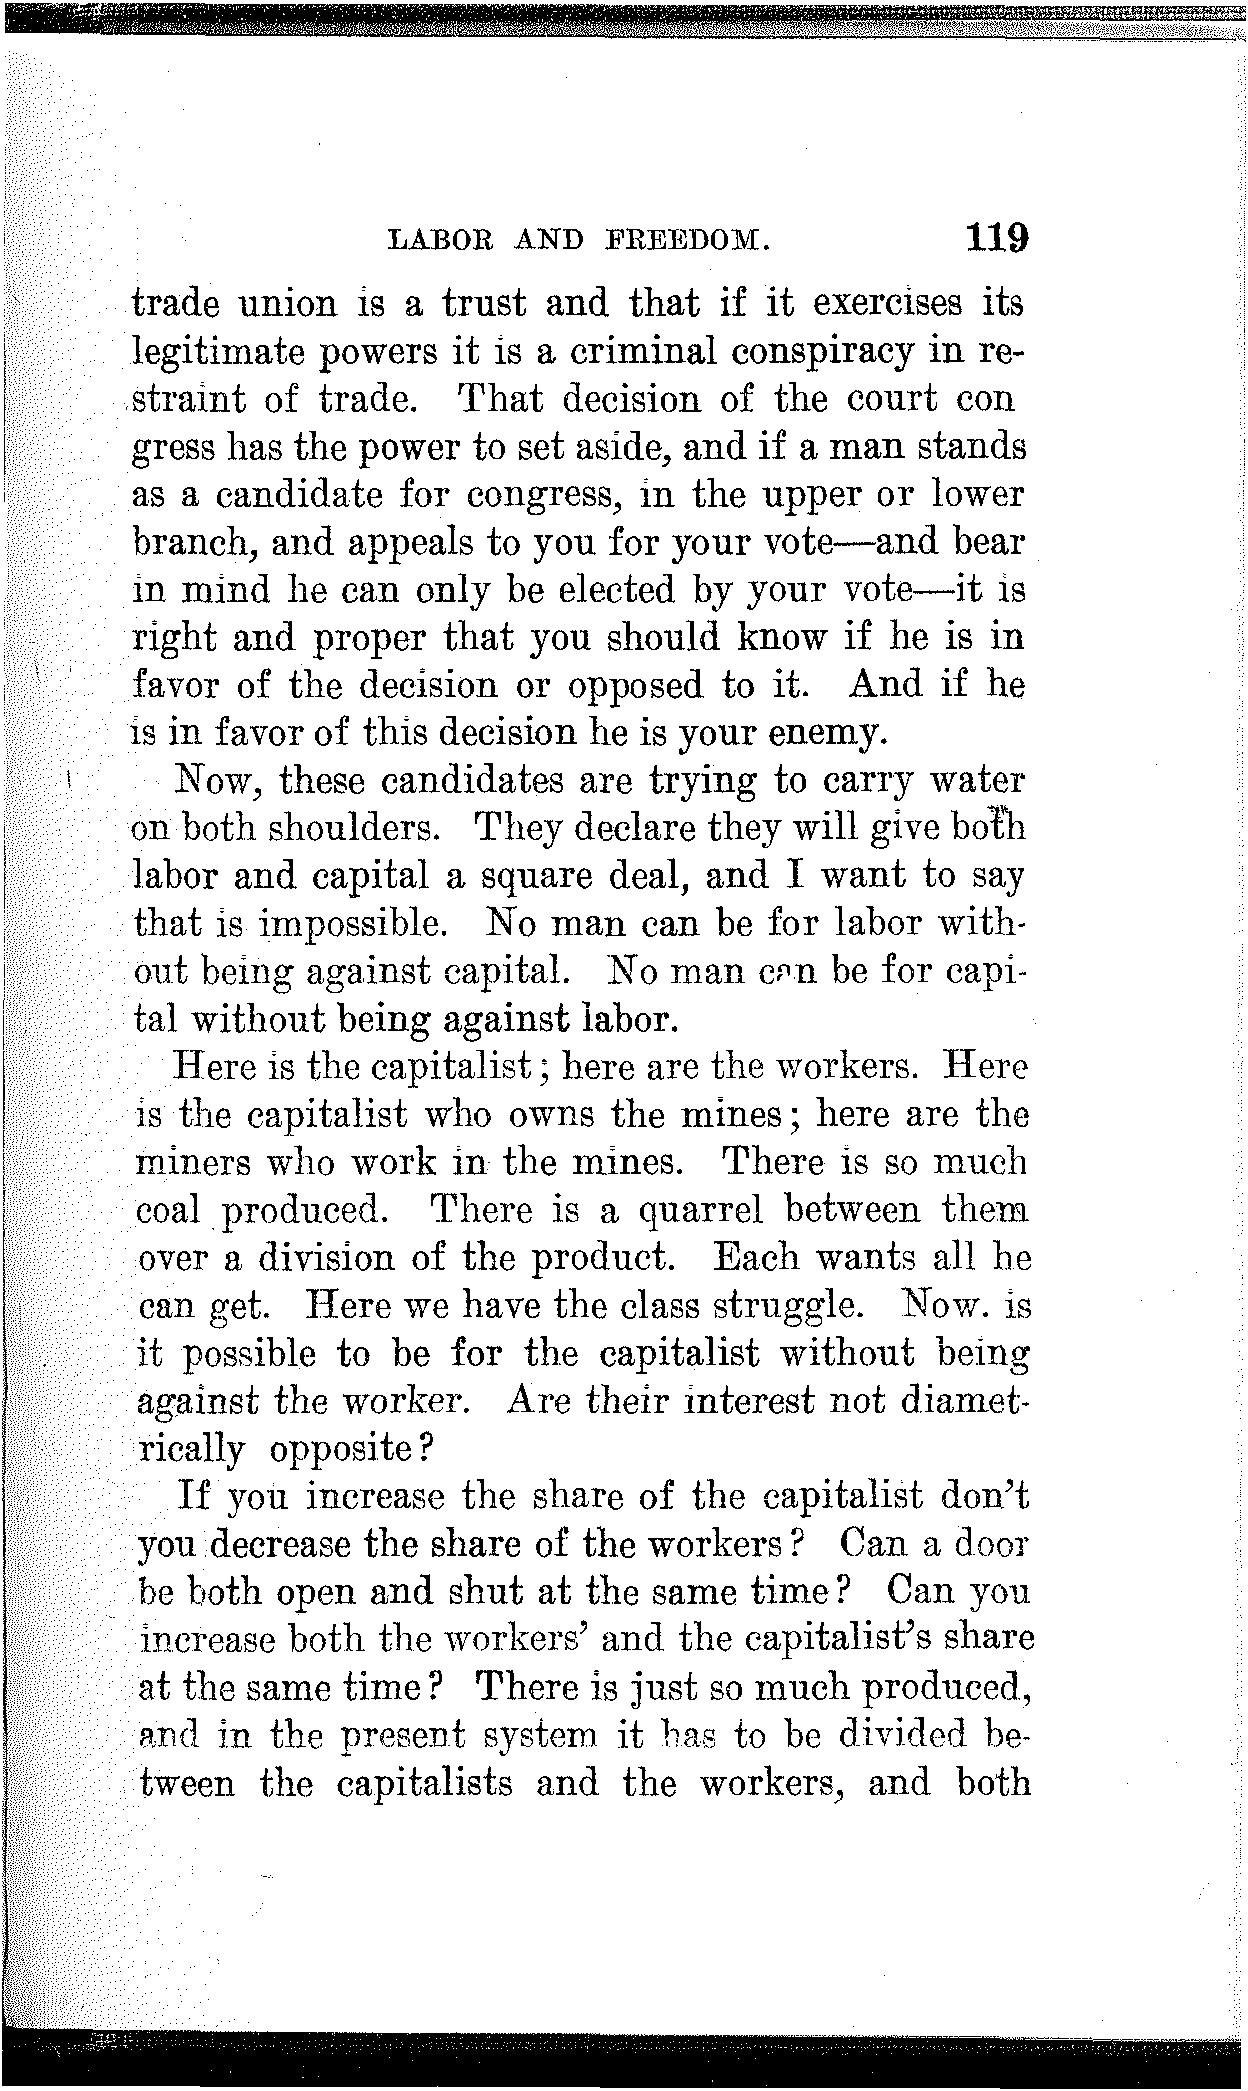 LABOR AND FREEDOM. 119
trade union is a trust and that if it exercises its
legitimate powers it is a criminal conspiracy in re-
straint of trade. That decision of the court con
gress has the power to set aside, and if a man stands
as a candidate for congress, in the upper or lower
branch, and appeals to you for your vote—and bear
in mind he can only be elected by your vote—it is
right and proper that you should know if he is in
favor of the decision or opposed to it. And if he
is in favor of this decision he is your enemy.
Now, these candidates are trying to carry water
on both shoulders. They declare they will give both
labor and capital a square deal, and I want to say
that is impossible. No man can be for labor with-
out being against capital. No man can be for capi-
tal without being against labor.
Here is the capitalist; here are the workers. Here
is the capitalist who owns the mines; here are the
miners who work in the mines. There is so much
coal produced. There is a quarrel between them
over a division of the product. Each wants all he
can get. Here we have the class struggle. Now. is
it possible to be for the capitalist without being
against the worker. Are their interest not diamet-
rically opposite?
If you increase the share of the capitalist don't
you decrease the share of the workers? Can a door
be both open and shut at the same time? Can you
increase both the workers' and the capitalist's share
at the same time? There is just so much produced,
and in the present system it has to be divided be-
tween the capitalists and the workers, and both